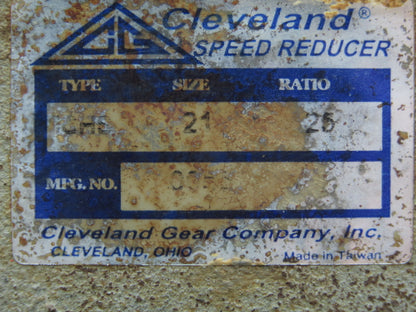 Cleveland®
SPEED REDUCER
TYPE SIZE RATIO
21 25
MFG. NO.
Cleveland Gear Company, Inc.
CLEVELAND, OHIO
Made in Taiwan